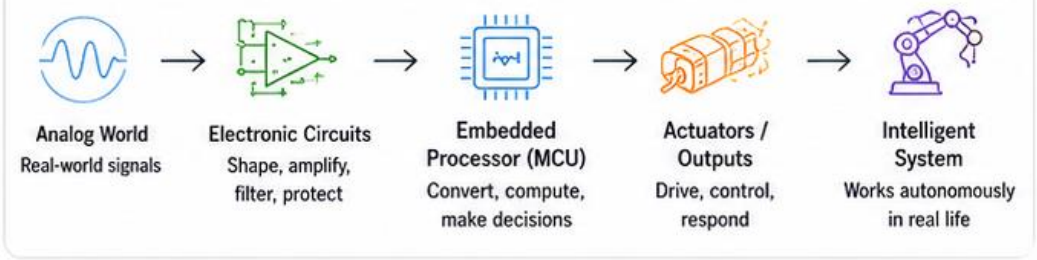 Analog World
Real-world signals
Electronic Circuits
Shape, amplify,
filter, protect
Embedded
Processor (MCU)
Convert, compute,
make decisions
Actuators /
Outputs
Drive, control,
respond
Intelligent
System
Works autonomously
in real life